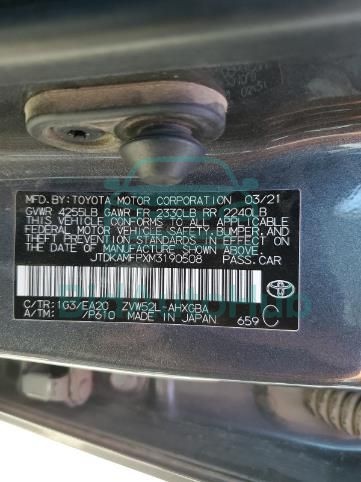 MFD. BY: TOYOTA MOTOR CORPORATION 03/21
GVWR 4255LB GAWR FR 2330LB RR 2240LB
THIS VEHICLE CONFORMS TO ALL APPLICABLE
FEDERAL MOTOR VEHICLE SAFETY AND THEFT
PREVENTION STANDARDS IN EFFECT ON THE
DATE OF MANUFACTURE SHOWN ABOVE.
JTDKAMFPXM3190508 PASS.CAR
C/TR: 1G3/EA20 ZVW52L-AHXGBA
A/TM: /P610 MADE IN JAPAN 659 C